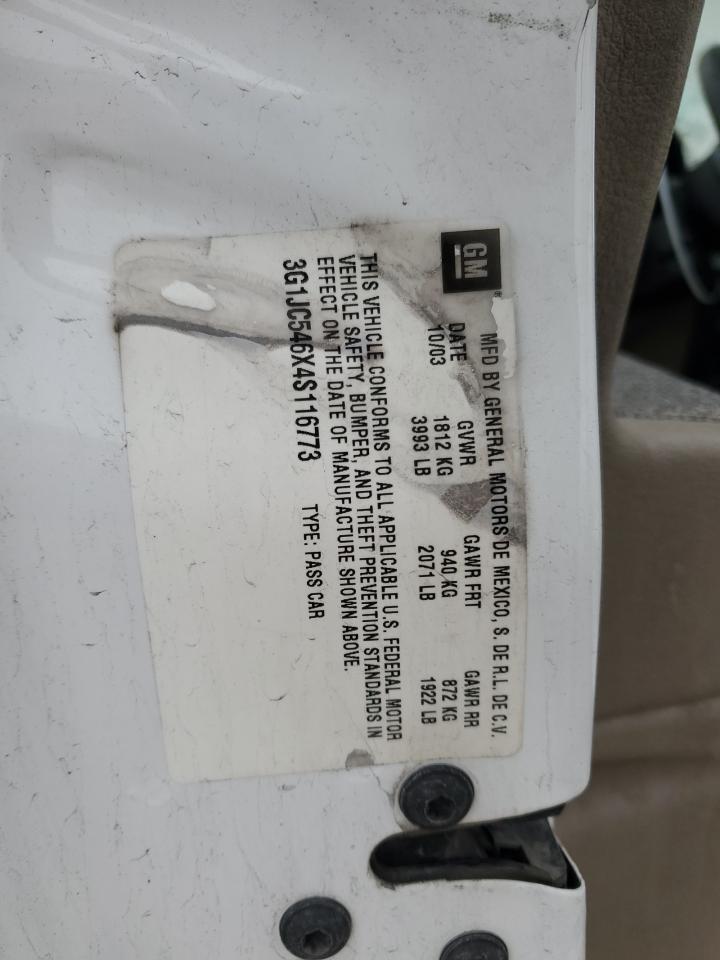 GM
MFD BY GENERAL MOTORS DE MEXICO, S. DE R.L. DE C.V.
DATE GVWR GAWR FRT GAWR RR
10/03 1812 KG 940 KG 872 KG
3993 LB 2071 LB 1922 LB
THIS VEHICLE CONFORMS TO ALL APPLICABLE U.S. FEDERAL MOTOR
VEHICLE SAFETY, BUMPER, AND THEFT PREVENTION STANDARDS IN
EFFECT ON THE DATE OF MANUFACTURE SHOWN ABOVE.
3G1JC546X4S116773 TYPE: PASS CAR